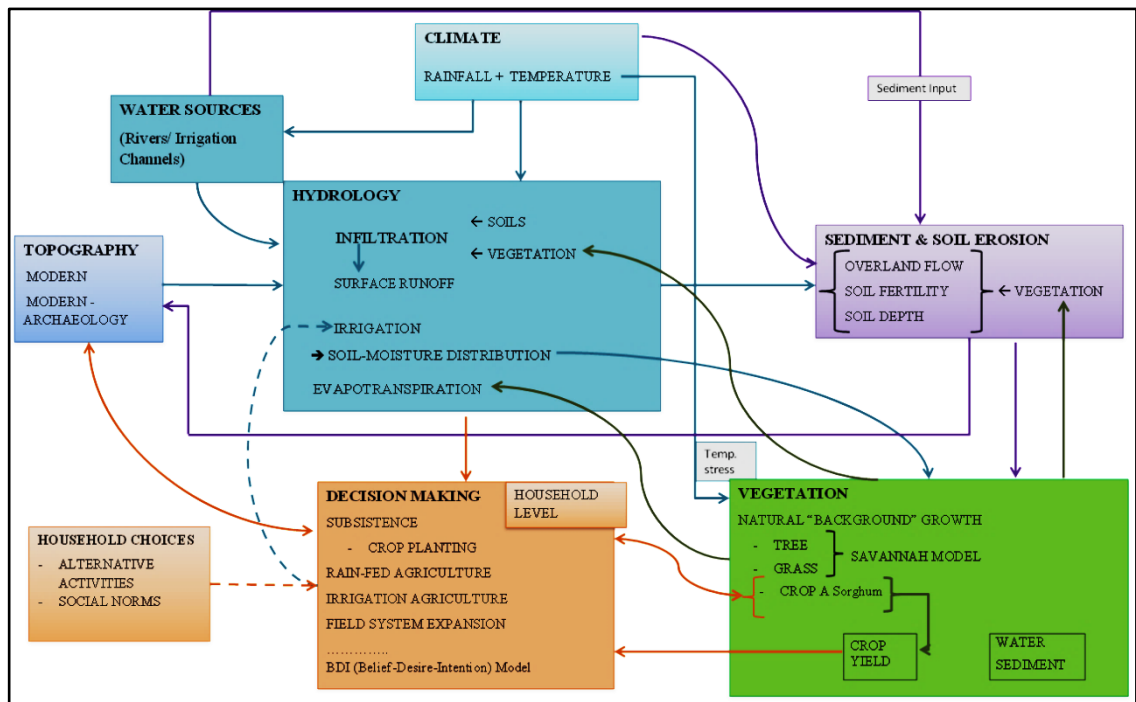 CLIMATE
RAINFALL + TEMPERATURE
Sediment Input
WATER SOURCES
(Rivers/ Irrigation
Channels)
HYDROLOGY
← SOILS
INFILTRATION
← VEGETATION
SURFACE RUNOFF
IRRIGATION
➔ SOIL-MOISTURE DISTRIBUTION
EVAPOTRANSPIRATION
TOPOGRAPHY
MODERN
MODERN -
ARCHAEOLOGY
SEDIMENT & SOIL EROSION
OVERLAND FLOW
SOIL FERTILITY
← VEGETATION
SOIL DEPTH
Temp.
stress
DECISION MAKING
HOUSEHOLD
LEVEL
SUBSISTENCE
- CROP PLANTING
RAIN-FED AGRICULTURE
IRRIGATION AGRICULTURE
FIELD SYSTEM EXPANSION
…………..
BDI (Belief-Desire-Intention) Model
HOUSEHOLD CHOICES
- ALTERNATIVE
ACTIVITIES
- SOCIAL NORMS
VEGETATION
NATURAL “BACKGROUND” GROWTH
- TREE
SAVANNAH MODEL
- GRASS
- CROP A Sorghum
CROP
YIELD
WATER
SEDIMENT